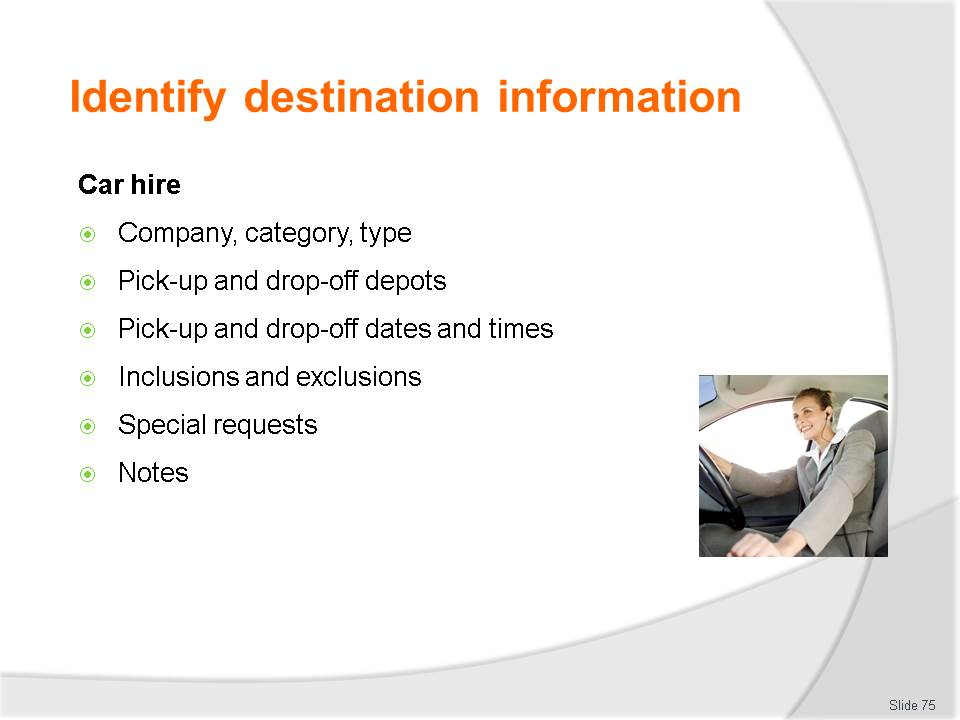 Identify destination information
Car hire
Company, category, type
Pick-up and drop-off depots
Pick-up and drop-off dates and times
Inclusions and exclusions
Special requests
Notes
Slide 75